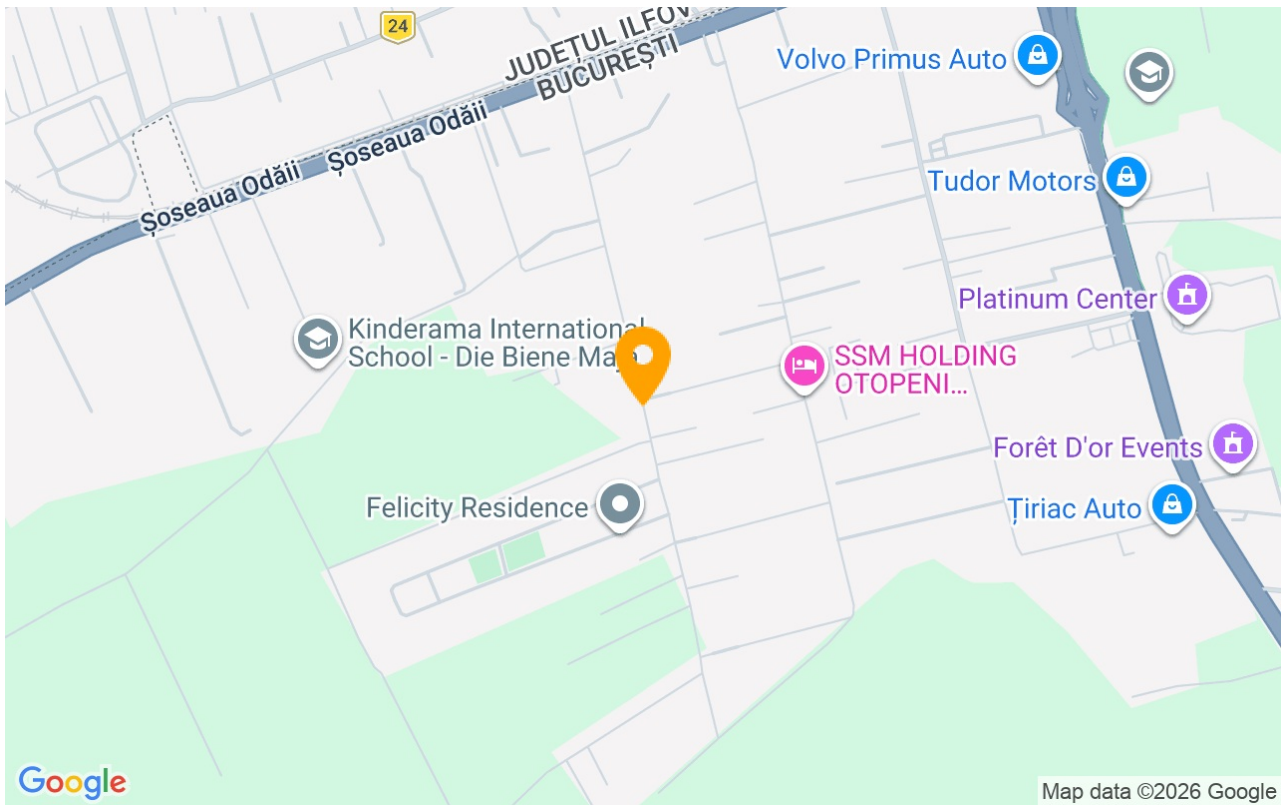 24
JUDEȚUL ILFOV
BUCUREȘTI
Volvo Primus Auto
Șoseaua Odăii
Șoseaua Odăii
Tudor Motors
Platinum Center
Kinderama International
School - Die Biene Maja
SSM HOLDING
OTOPENI...
Forêt D'or Events
Felicity Residence
Țiriac Auto
Google
Map data ©2026 Google